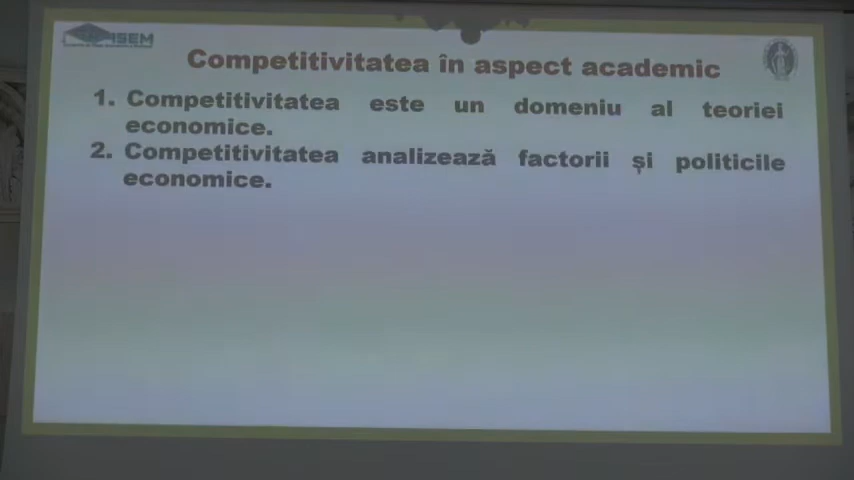 ISEM
Competitivitatea în aspect academic
1. Competitivitatea este un domeniu al teoriei
economice.
2. Competitivitatea analizează factorii și politicile
economice.